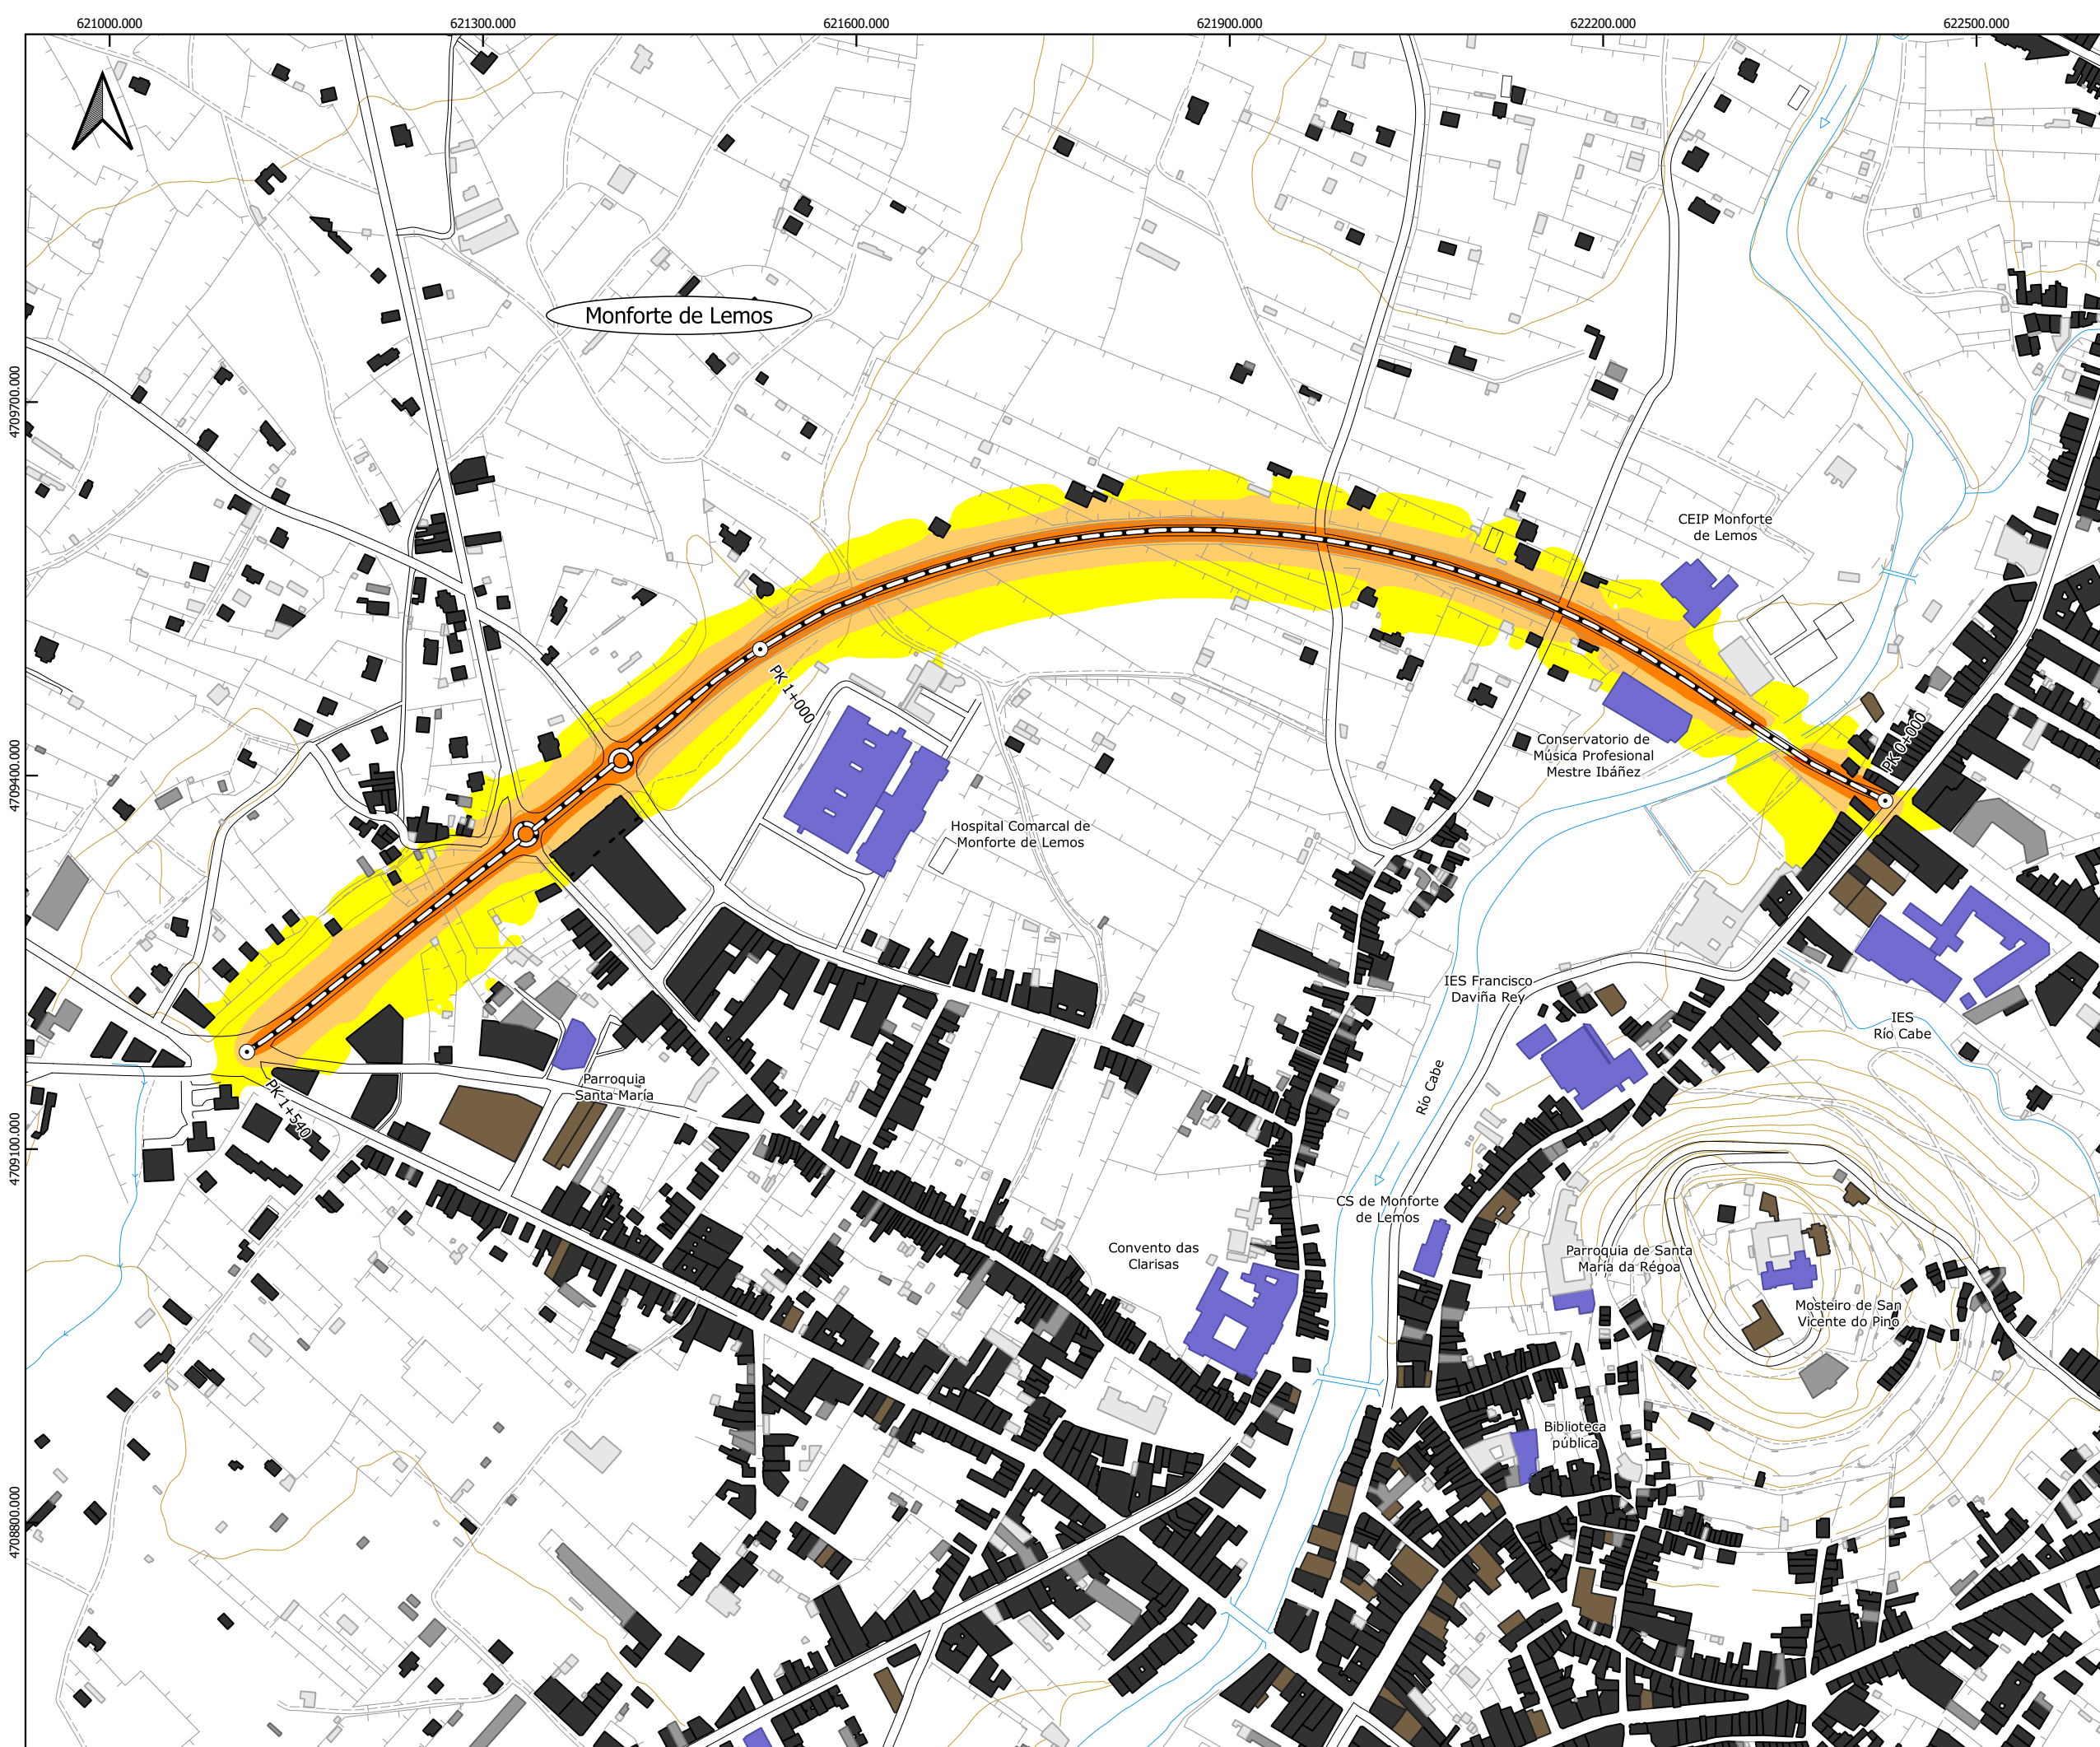 621000.000
621300.000
621600.000
621900.000
622200.000
622500.000
Monforte de Lemos
4709700.000
CEIP Monforte
de Lemos
PK 1+000
PK 0+000
Conservatorio de
Música Profesional
Mestre Ibáñez
4709400.000
Hospital Comarcal de
Monforte de Lemos
IES Francisco
Daviña Rey
IES
Río Cabe
Parroquia
Santa María
PK 1+540
Río Cabe
4709100.000
CS de Monforte
de Lemos
Convento das
Clarisas
Parroquia de Santa
María da Régoa
Mosteiro de San
Vicente do Pino
Biblioteca
pública
4708800.000